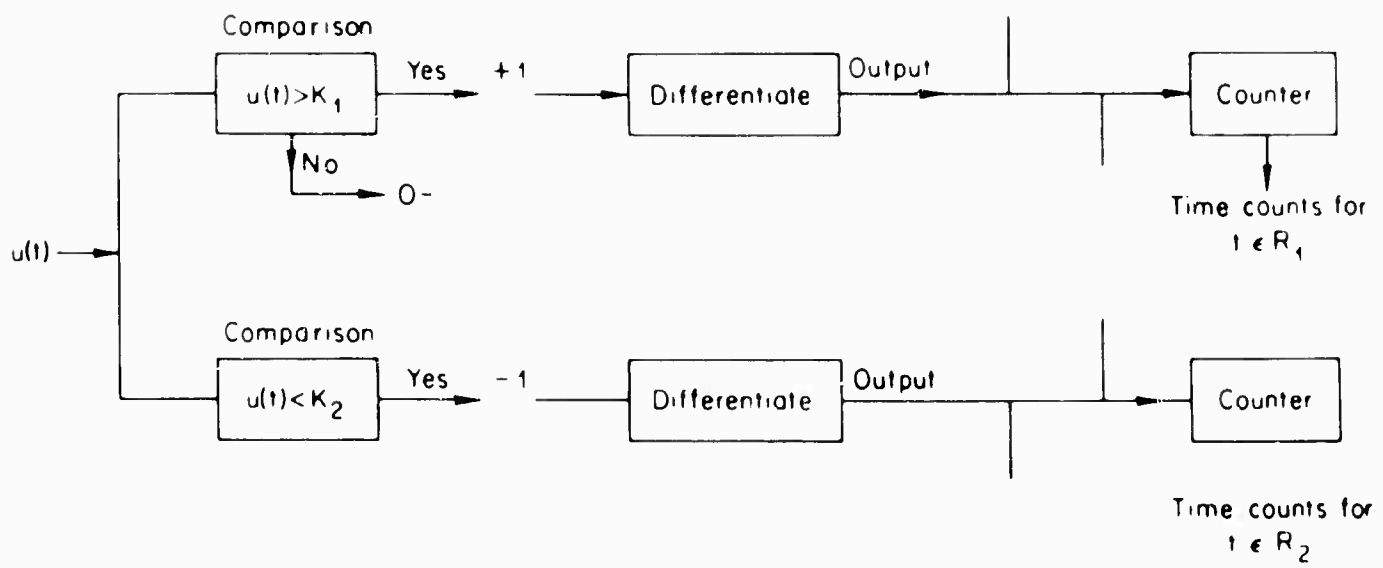 Comparison
u(t)>K₁
Yes
+1
Differentiate
Output
Counter
No
0-
Time counts for
t ϵ R₁
u(t)
Comparison
u(t)<K₂
Yes
-1
Differentiate
Output
Counter
Time counts for
t ϵ R₂